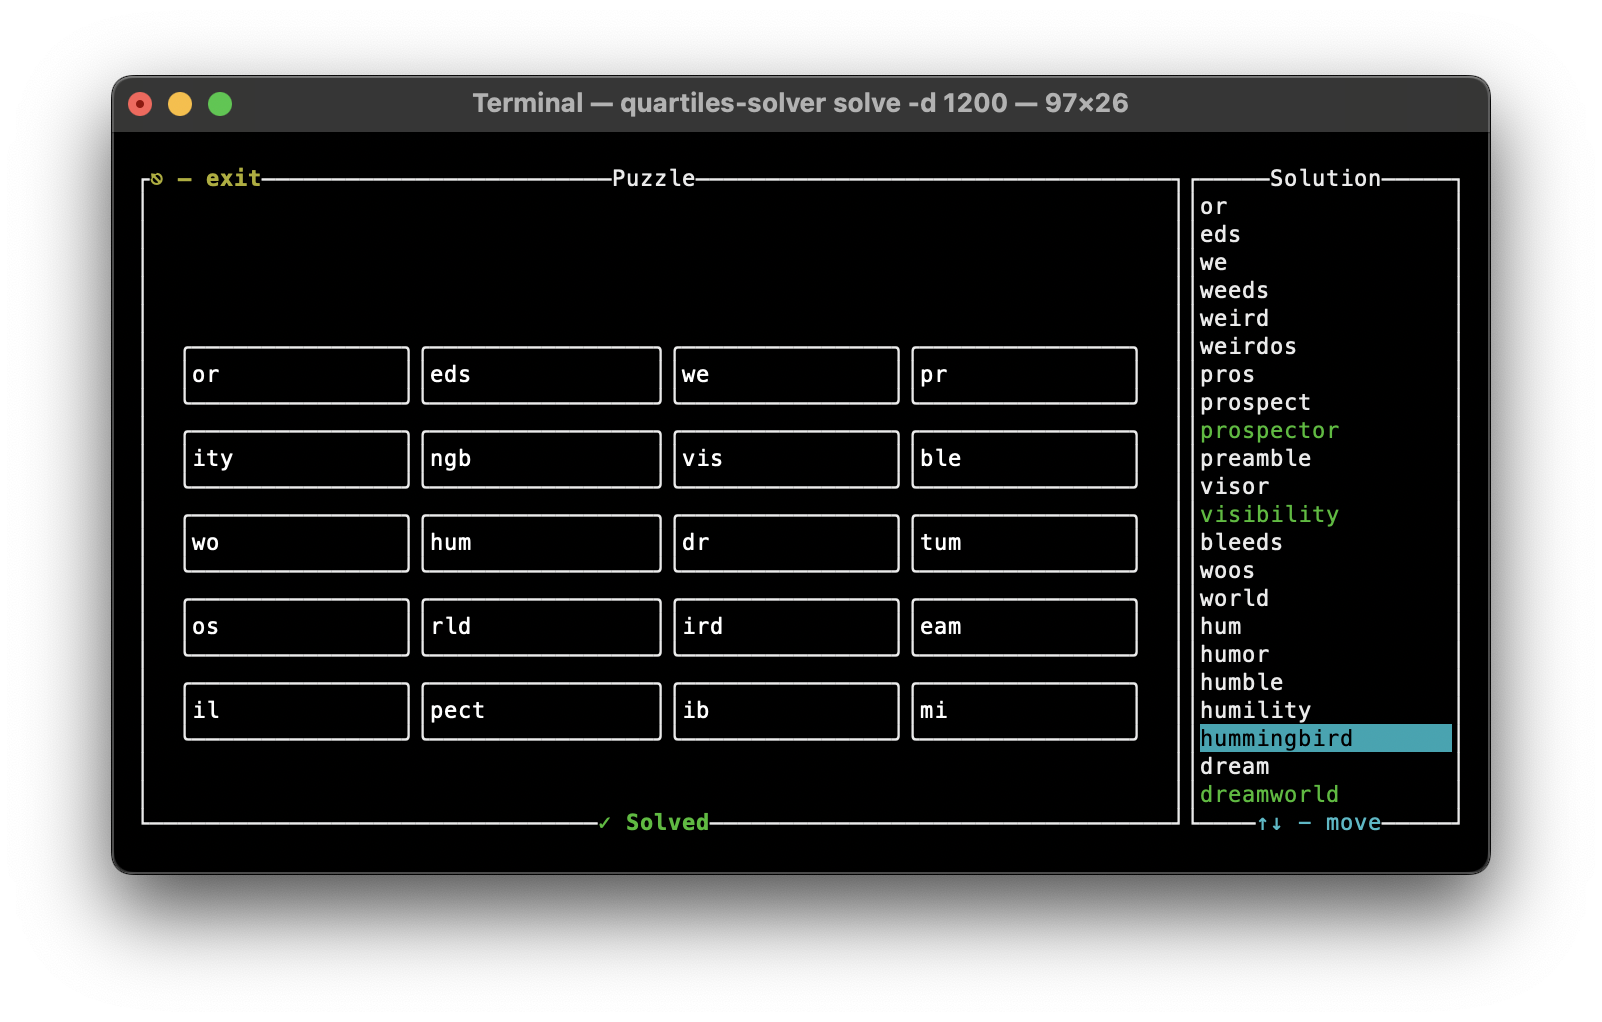 Terminal — quartiles-solver solve -d 1200 — 97×26
⎋ — exit
Puzzle
or eds we pr
ity ngb vis ble
wo hum dr tum
os rld ird eam
il pect ib mi
✓ Solved
Solution
or
eds
we
weeds
weird
weirdos
pros
prospect
prospector
preamble
visor
visibility
bleeds
woos
world
hum
humor
humble
humility
hummingbird
dream
dreamworld
↑↓ — move